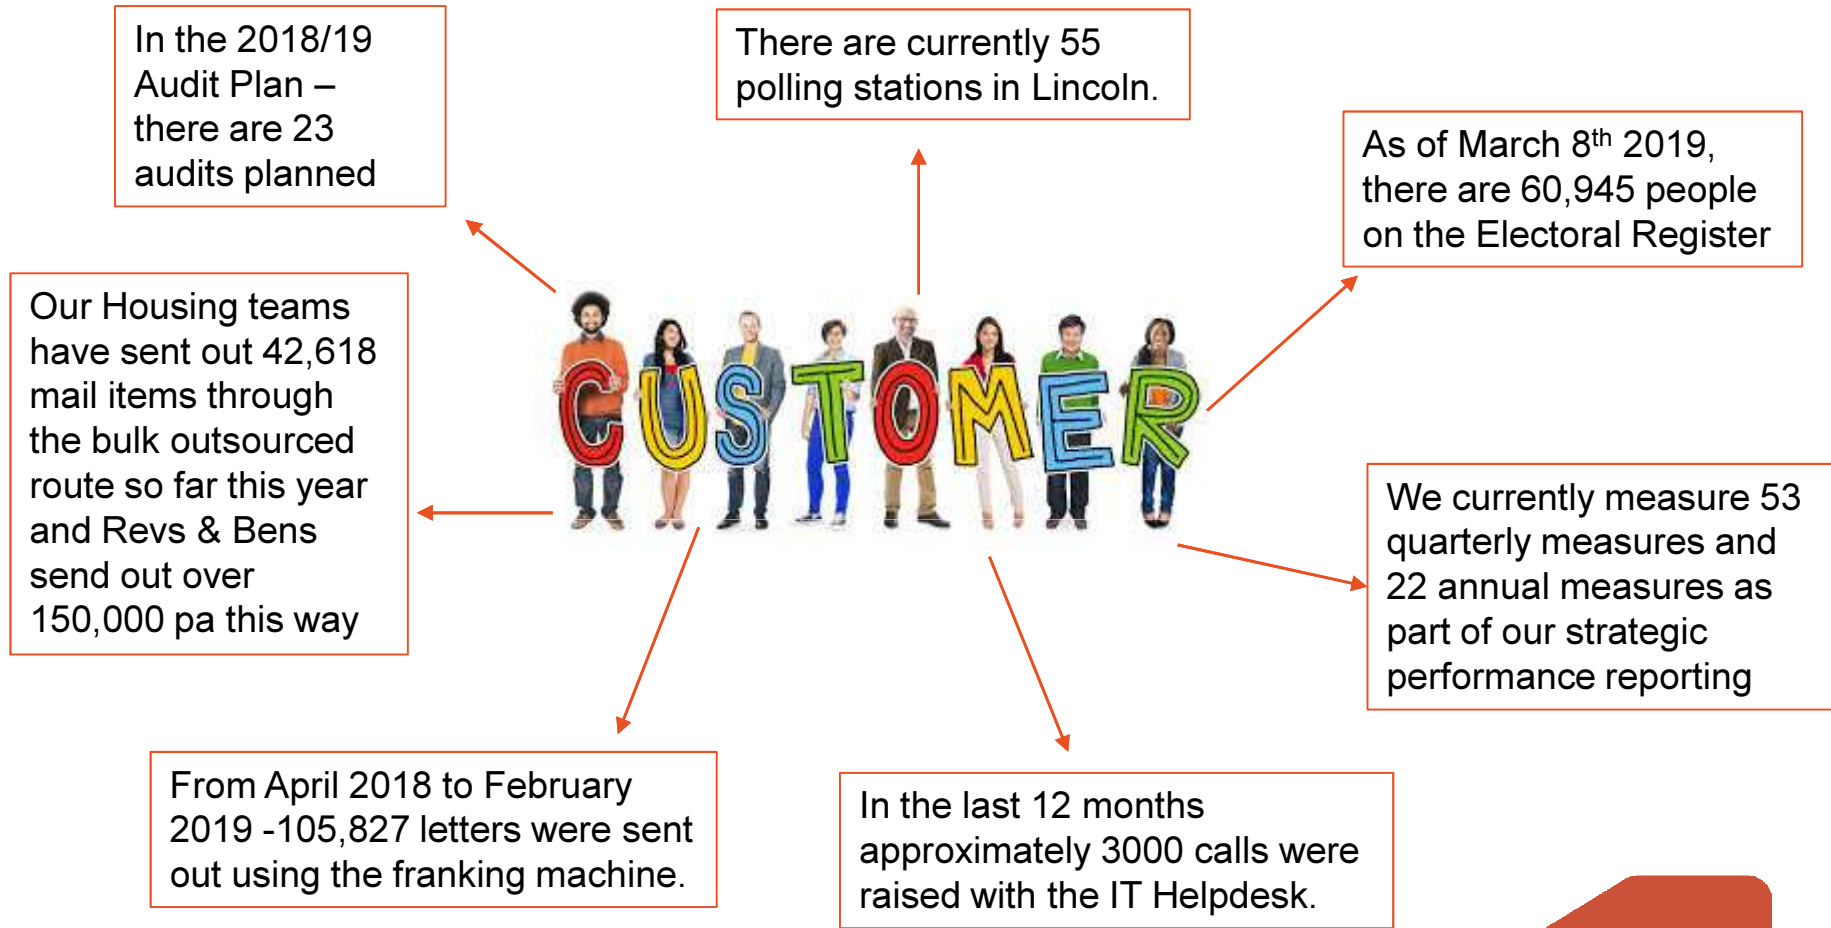 In the 2018/19
Audit Plan –
there are 23
audits planned
There are currently 55
polling stations in Lincoln.
As of March 8th 2019,
there are 60,945 people
on the Electoral Register
Our Housing teams
have sent out 42,618
mail items through
the bulk outsourced
route so far this year
and Revs & Bens
send out over
150,000 pa this way
CUSTOMER
We currently measure 53
quarterly measures and
22 annual measures as
part of our strategic
performance reporting
From April 2018 to February
2019 -105,827 letters were sent
out using the franking machine.
In the last 12 months
approximately 3000 calls were
raised with the IT Helpdesk.